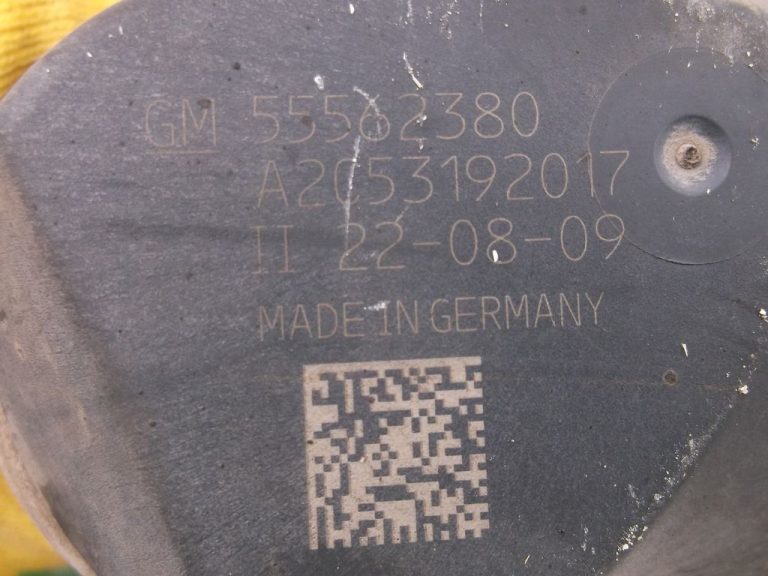 GM 55562380
A2C53192017
II 22-08-09
MADE IN GERMANY